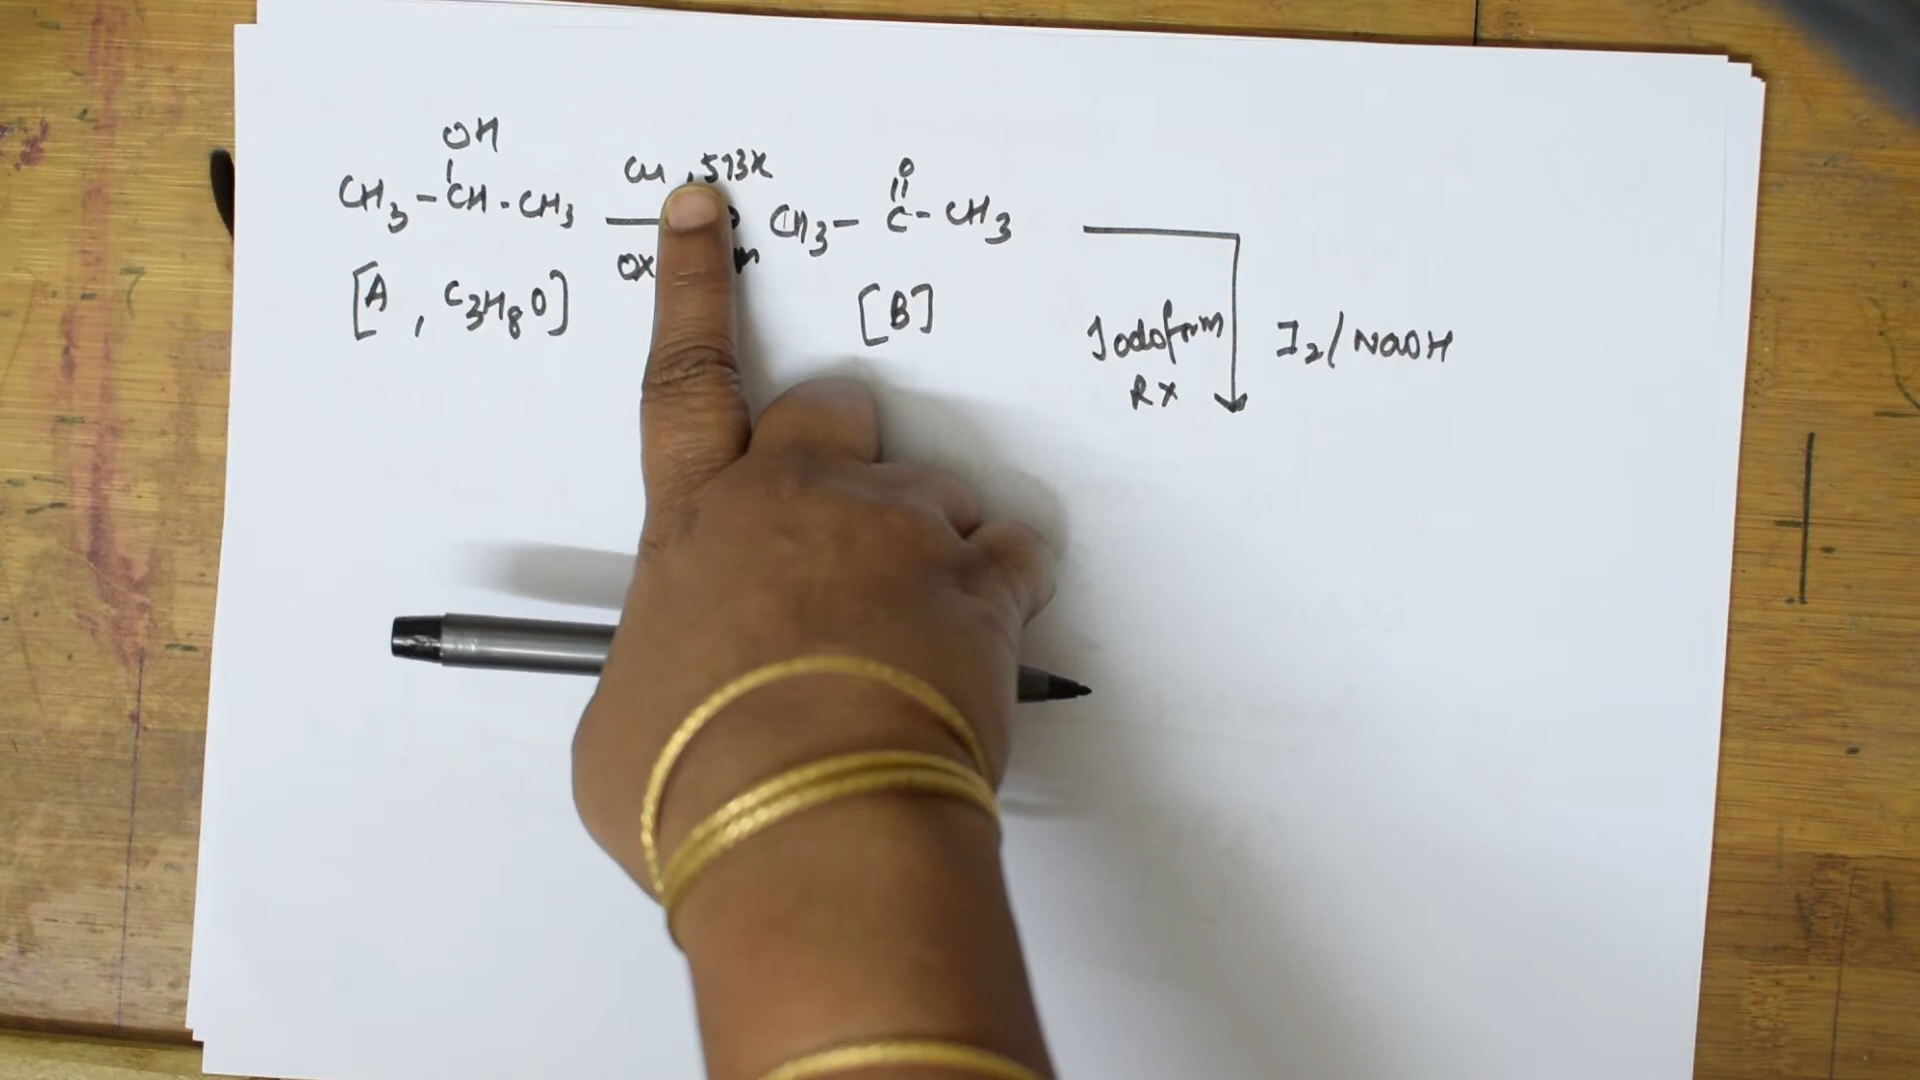 OH
CH3-CH-CH3 Cu, 573K CH3-C-CH3
O
[A, C3H8O] [B]
Iodoform I2/NaOH
Rx